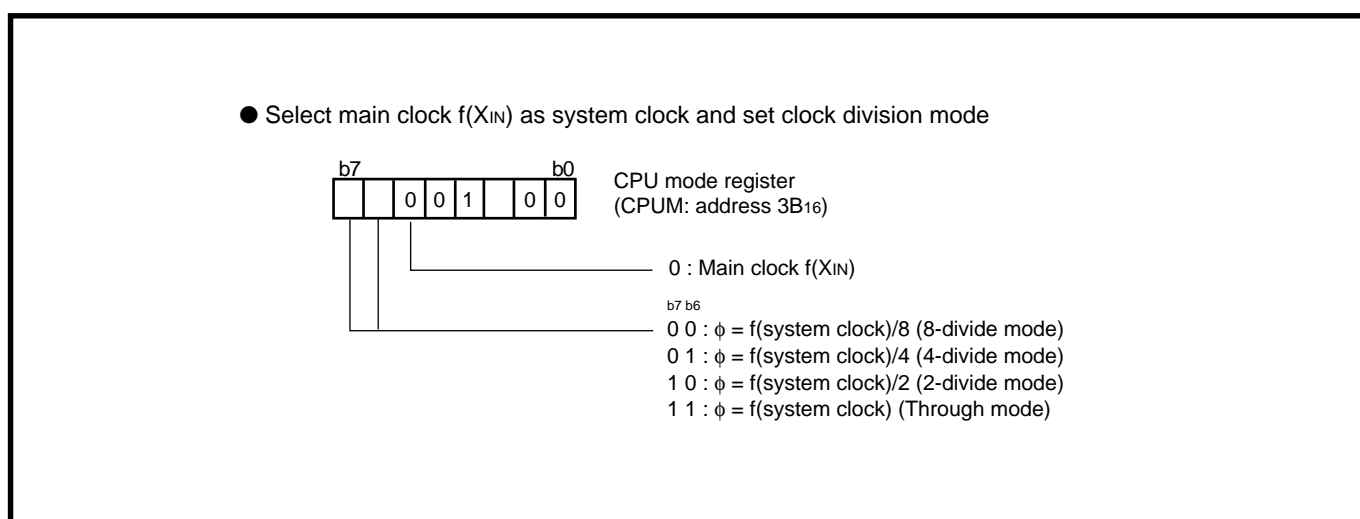 ● Select main clock f(XIN) as system clock and set clock division mode
b7 b0
0 0 1 0 0
CPU mode register
(CPUM: address 3B16)
0 : Main clock f(XIN)
b7 b6
0 0 : ϕ = f(system clock)/8 (8-divide mode)
0 1 : ϕ = f(system clock)/4 (4-divide mode)
1 0 : ϕ = f(system clock)/2 (2-divide mode)
1 1 : ϕ = f(system clock) (Through mode)